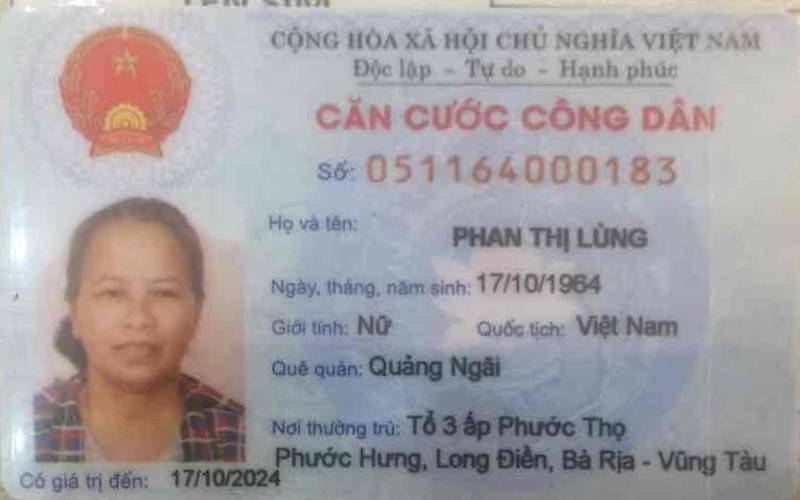 CỘNG HÒA XÃ HỘI CHỦ NGHĨA VIỆT NAM
Độc lập - Tự do - Hạnh phúc
CĂN CƯỚC CÔNG DÂN
Số: 051164000183
Họ và tên: PHAN THỊ LÙNG
Ngày, tháng, năm sinh: 17/10/1964
Giới tính: Nữ Quốc tịch: Việt Nam
Quê quán: Quảng Ngãi
Nơi thường trú: Tổ 3 ấp Phước Thọ
Phước Hưng, Long Điền, Bà Rịa - Vũng Tàu
Có giá trị đến: 17/10/2024